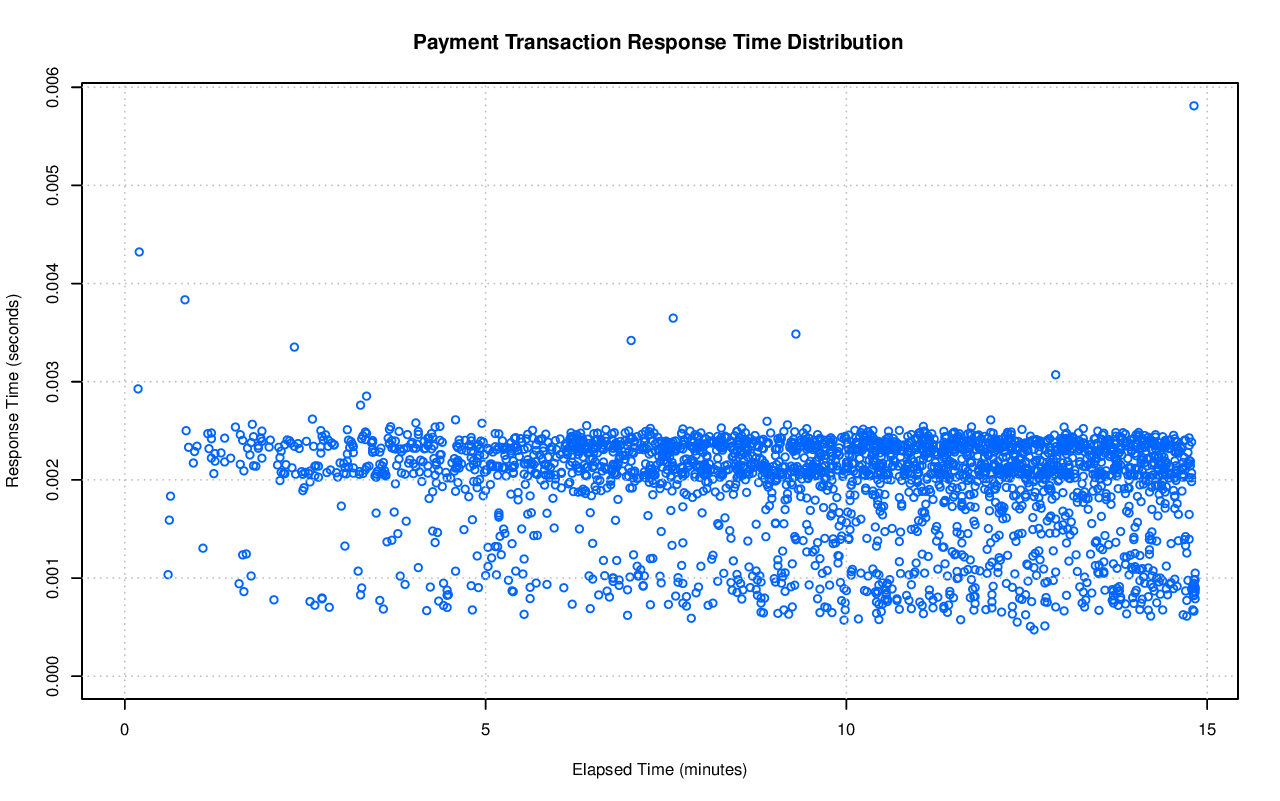 Payment Transaction Response Time Distribution
Response Time (seconds)
0.006
0.005
0.004
0.003
0.002
0.001
0.000
0 5 10 15
Elapsed Time (minutes)